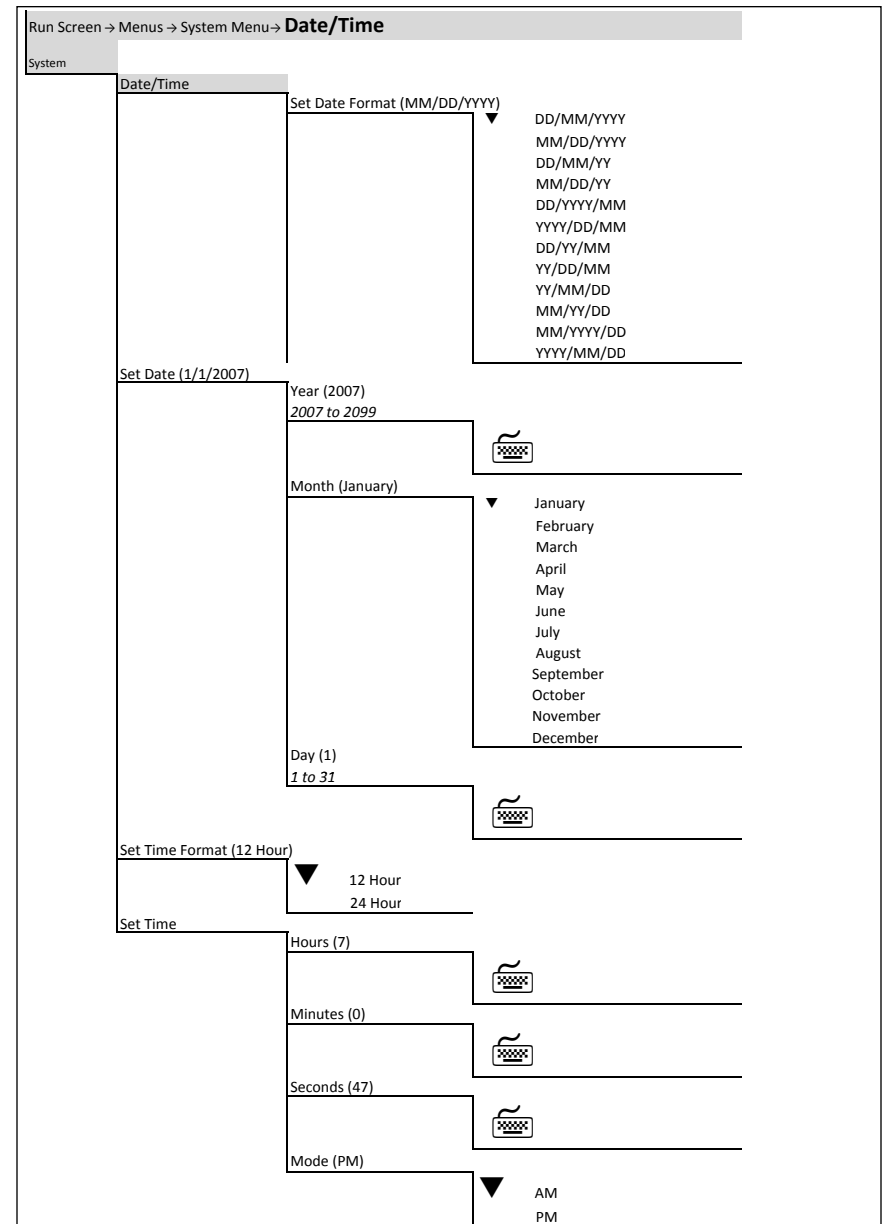 Run Screen → Menus → System Menu→ Date/Time
System
Date/Time
Set Date Format (MM/DD/YYYY)
▼ DD/MM/YYYY
MM/DD/YYYY
DD/MM/YY
MM/DD/YY
DD/YYYY/MM
YYYY/DD/MM
DD/YY/MM
YY/DD/MM
YY/MM/DD
MM/YY/DD
MM/YYYY/DD
YYYY/MM/DD
Set Date (1/1/2007)
Year (2007)
2007 to 2099
Month (January)
▼ January
February
March
April
May
June
July
August
September
October
November
December
Day (1)
1 to 31
Set Time Format (12 Hour)
▼ 12 Hour
24 Hour
Set Time
Hours (7)
Minutes (0)
Seconds (47)
Mode (PM)
▼ AM
PM